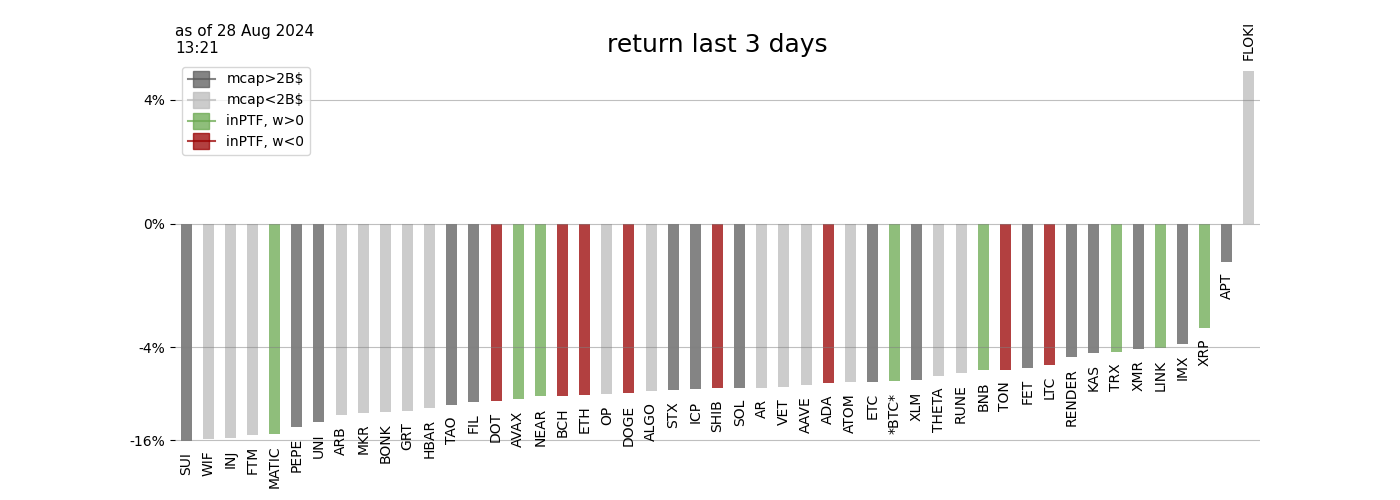 as of 28 Aug 2024
13:21
return last 3 days
mcap>2B$
mcap<2B$
inPTF, w>0
inPTF, w<0
4%
0%
-4%
-16%
SUI
WIF
INJ
FTM
MATIC
PEPE
UNI
ARB
MKR
BONK
GRT
HBAR
TAO
FIL
DOT
AVAX
NEAR
BCH
ETH
OP
DOGE
ALGO
STX
ICP
SHIB
SOL
AR
VET
AAVE
ADA
ATOM
ETC
*BTC*
XLM
THETA
RUNE
BNB
TON
FET
LTC
RENDER
KAS
TRX
XMR
LINK
IMX
XRP
APT
FLOKI